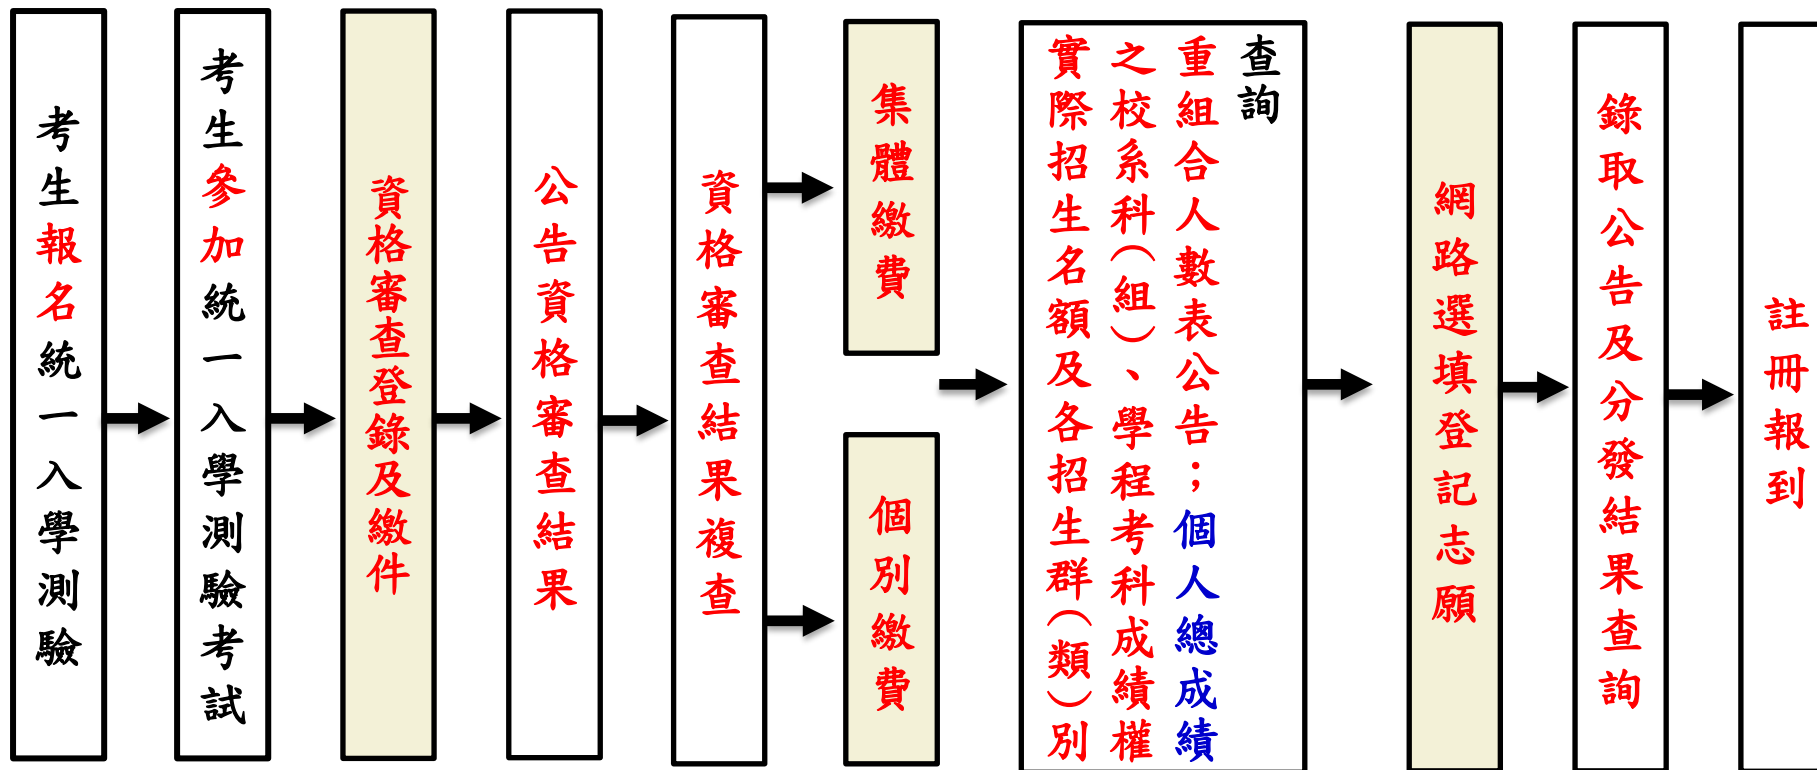 考生報名統一入學測驗
考生參加統一入學測驗考試
資格審查登錄及繳件
公告資格審查結果
資格審查結果複查
集體繳費
個別繳費
實際招生名額及各招生群(類)別
之校系科(組)、學程考科成績權
重組合人數表公告；個人總成績
查詢
網路選填登記志願
錄取公告及分發結果查詢
註冊報到